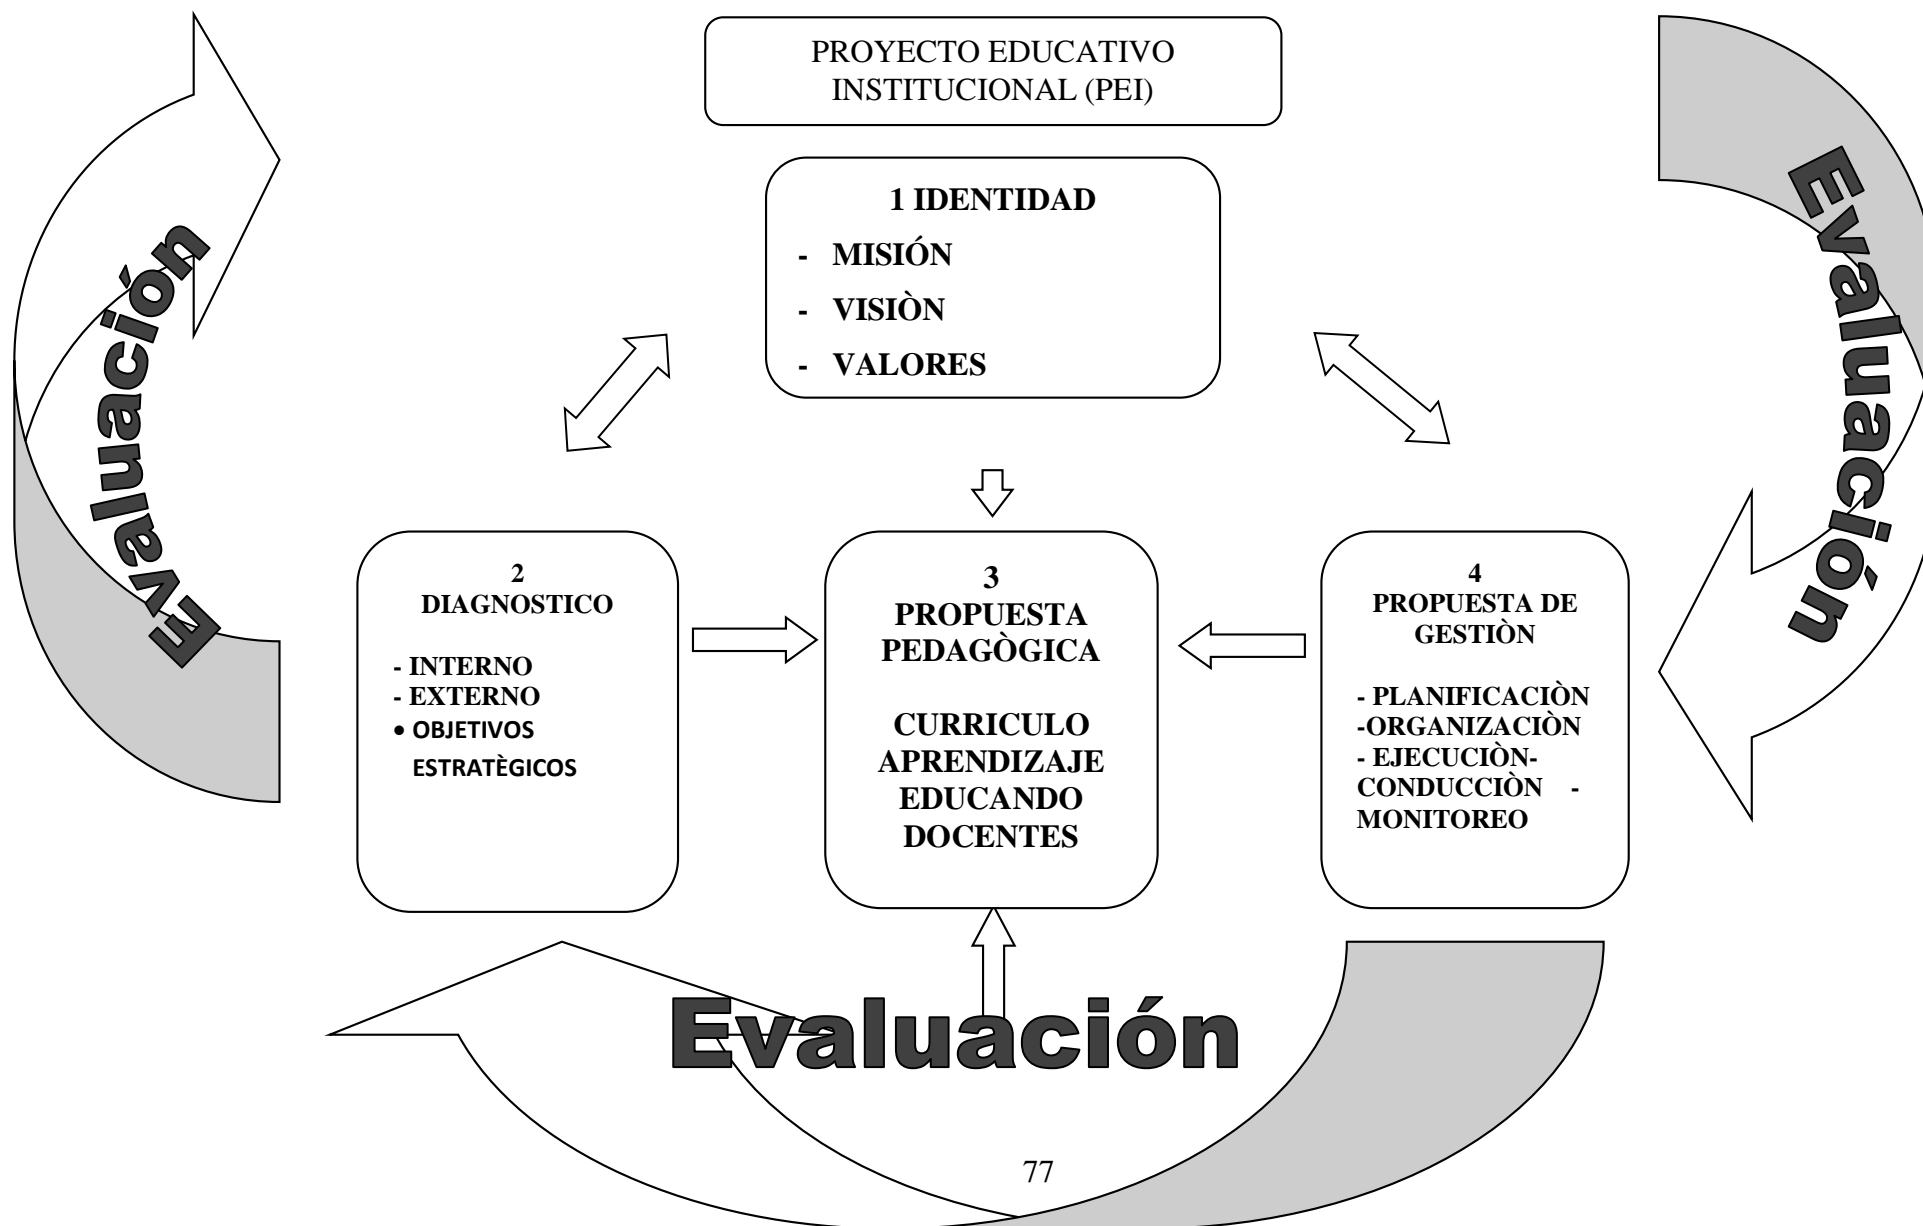 PROYECTO EDUCATIVO
INSTITUCIONAL (PEI)
1 IDENTIDAD
- MISIÓN
- VISIÒN
- VALORES
Evaluación
Evaluación
2
DIAGNOSTICO
- INTERNO
- EXTERNO
• OBJETIVOS
ESTRATÈGICOS
3
PROPUESTA
PEDAGÒGICA
CURRICULO
APRENDIZAJE
EDUCANDO
DOCENTES
4
PROPUESTA DE
GESTIÒN
- PLANIFICACIÒN
-ORGANIZACIÒN
- EJECUCIÒN-
CONDUCCIÒN -
MONITOREO
Evaluación
77